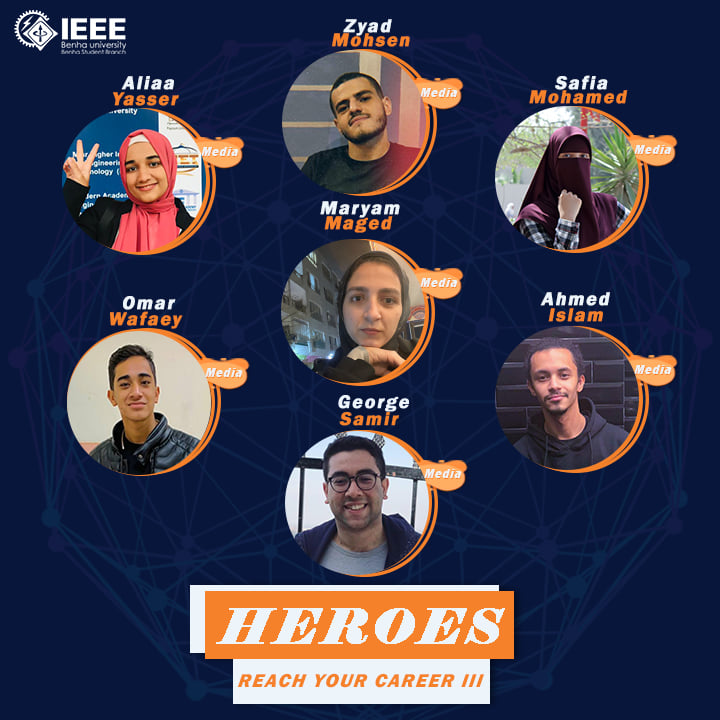 IEEE
Benha university
Benha Student Branch
Zyad
Mohsen
Media
Aliaa
Yasser
Media
Safia
Mohamed
Media
Maryam
Maged
Media
Omar
Wafaey
Media
Ahmed
Islam
Media
George
Samir
Media
HEROES
REACH YOUR CAREER III